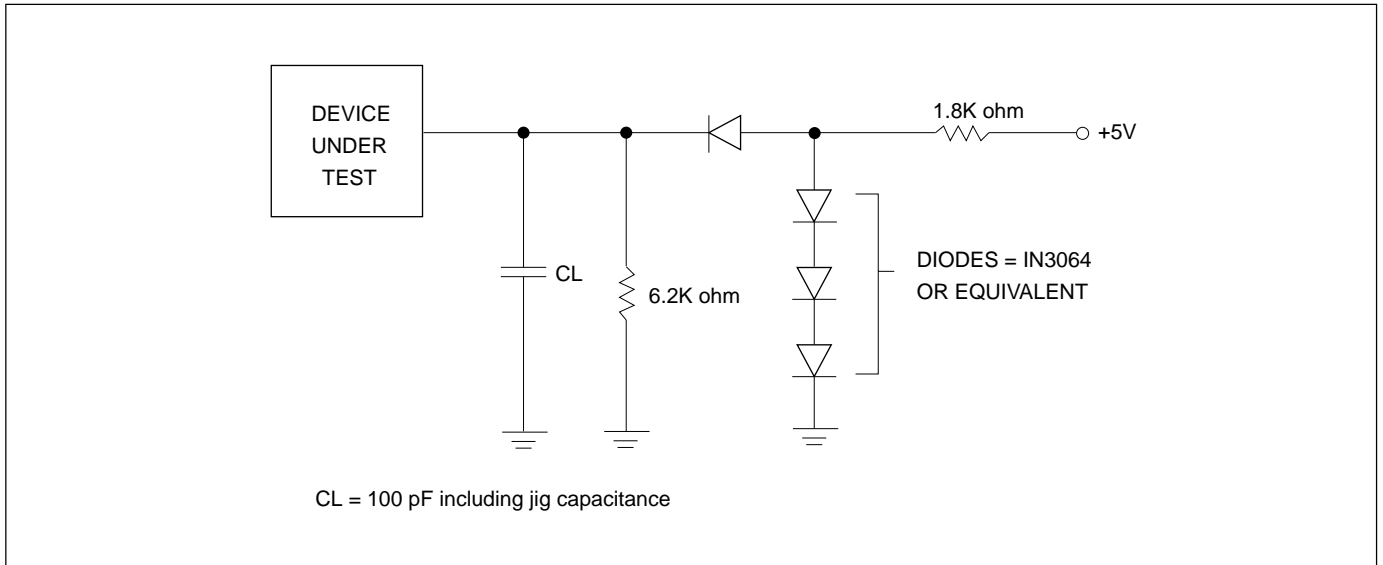 DEVICE
UNDER
TEST
1.8K ohm
+5V
CL
6.2K ohm
DIODES = IN3064
OR EQUIVALENT
CL = 100 pF including jig capacitance